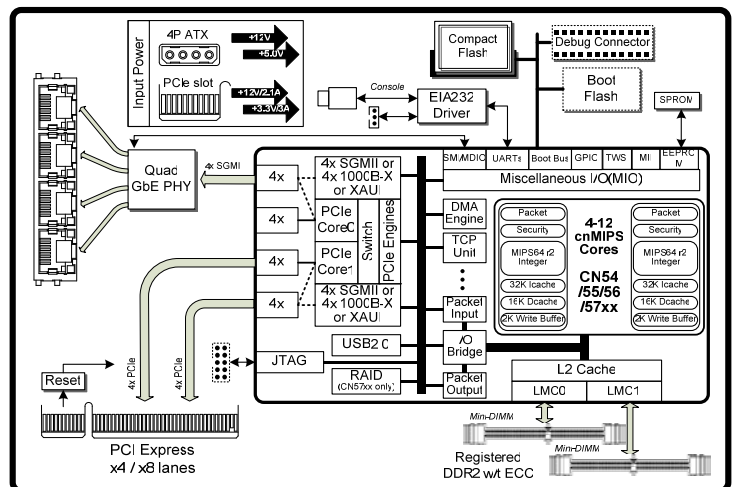 Input Power
4P ATX
+12V
+5.0V
PCIe slot
+12V/2.1A
+3.3V/3A
Compact
Flash
Debug Connector
Boot
Flash
SPROM
Console
EIA232
Driver
Quad
GbE PHY
4x SGMI
4x
4x
4x
4x
4x SGMII or
4x 1000B-X
or XAUI
PCIe
Core0
PCIe
Core1
Switch
PCIe Engines
4x SGMII or
4x 1000B-X
or XAUI
USB2.0
RAID
(CN57xx only)
JTAG
SM/MDIO
UARTs
Boot Bus
GPIC
TWS
MII
EEPRC
M
Miscellaneous I/O(MIO)
DMA
Engine
TCP
Unit
Packet
Input
I/O
Bridge
Packet
Output
Packet
Security
MIPS64 r2
Integer
32K Icache
16K Dcache
2K Write Buffer
4-12
cnMIPS
Cores
CN54
/55/56
/57xx
Packet
Security
MIPS64 r2
Integer
32K Icache
16K Dcache
2K Write Buffer
L2 Cache
LMC0
LMC1
Reset
4x PCIe
4x PCIe
PCI Express
x4 / x8 lanes
Mini-DIMM
Mini-DIMM
Registered
DDR2 w/t ECC